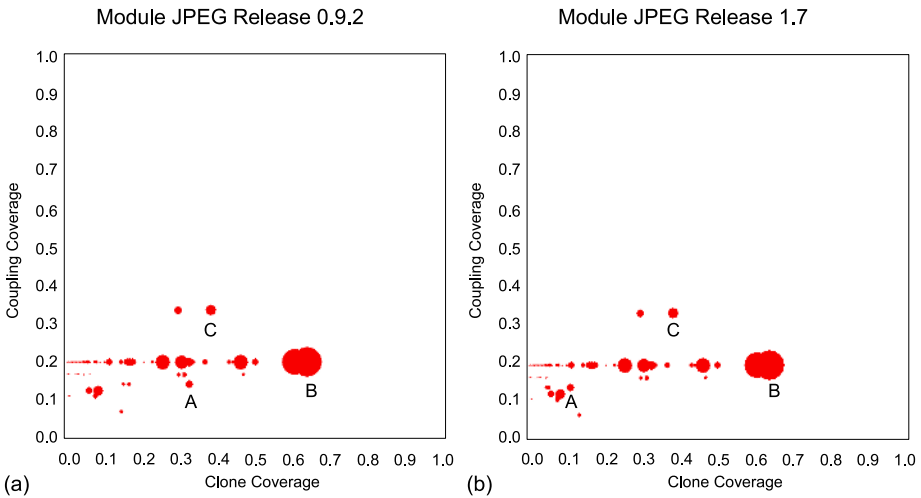 Module JPEG Release 0.9.2
Module JPEG Release 1.7
(a)
Coupling Coverage
1.0
0.9
0.8
0.7
0.6
0.5
0.4
0.3
0.2
0.1
0.0
C
A
B
0.0 0.1 0.2 0.3 0.4 0.5 0.6 0.7 0.8 0.9 1.0
Clone Coverage
(b)
Coupling Coverage
1.0
0.9
0.8
0.7
0.6
0.5
0.4
0.3
0.2
0.1
0.0
C
A
B
0.0 0.1 0.2 0.3 0.4 0.5 0.6 0.7 0.8 0.9 1.0
Clone Coverage